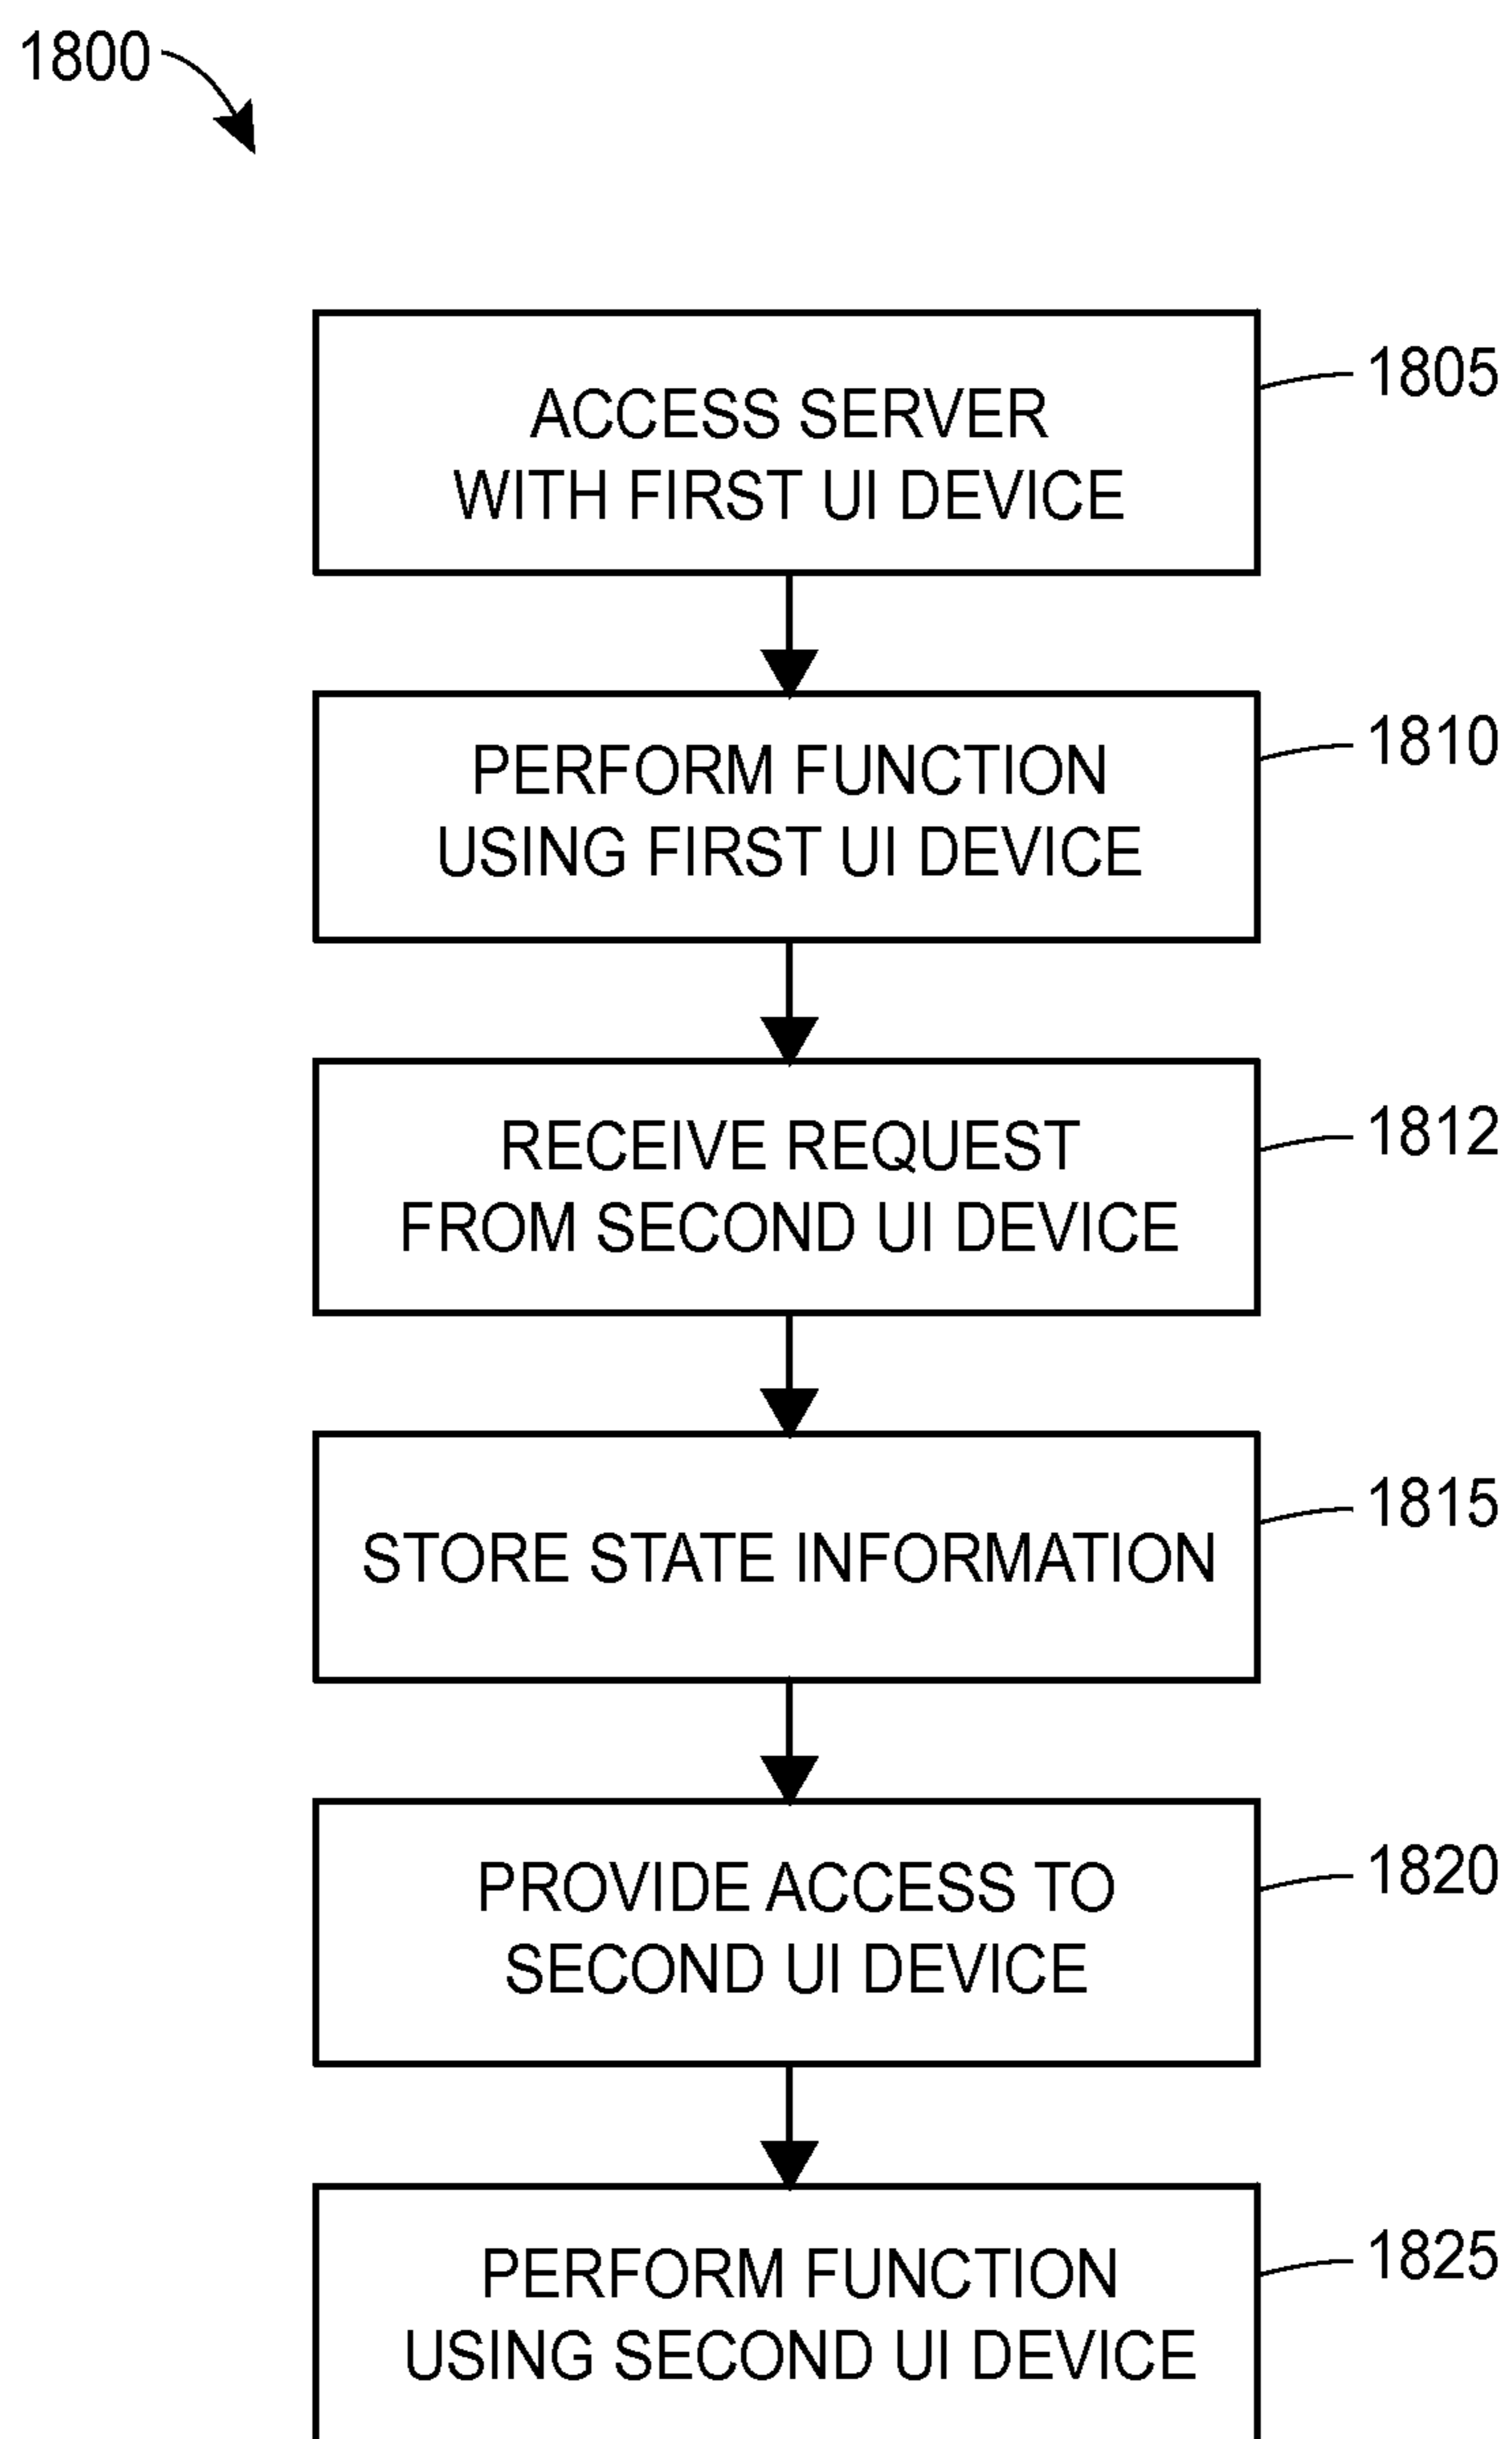 1800
ACCESS SERVER
WITH FIRST UI DEVICE
1805
PERFORM FUNCTION
USING FIRST UI DEVICE
1810
RECEIVE REQUEST
FROM SECOND UI DEVICE
1812
STORE STATE INFORMATION
1815
PROVIDE ACCESS TO
SECOND UI DEVICE
1820
PERFORM FUNCTION
USING SECOND UI DEVICE
1825